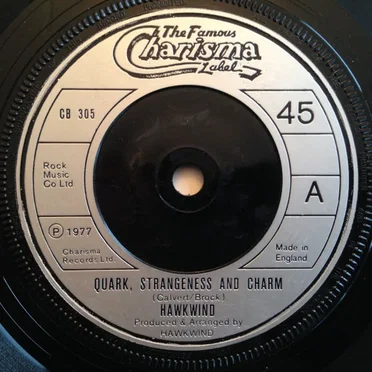 The Famous
Charisma
Label
CB 305
45
Rock
Music
Co Ltd
A
Ⓟ 1977
Charisma
Records Ltd
Made in
England
QUARK, STRANGENESS AND CHARM
(Calvert/Brock)
HAWKWIND
Produced & Arranged by
HAWKWIND